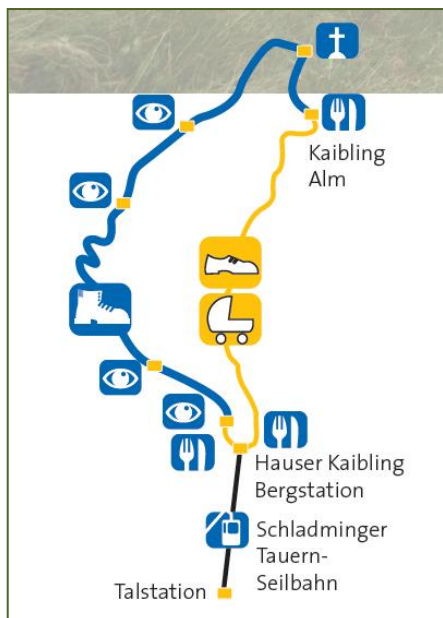 Kaibling
Alm
Hauser Kaibling
Bergstation
Schladminger
Tauern-
Seilbahn
Talstation